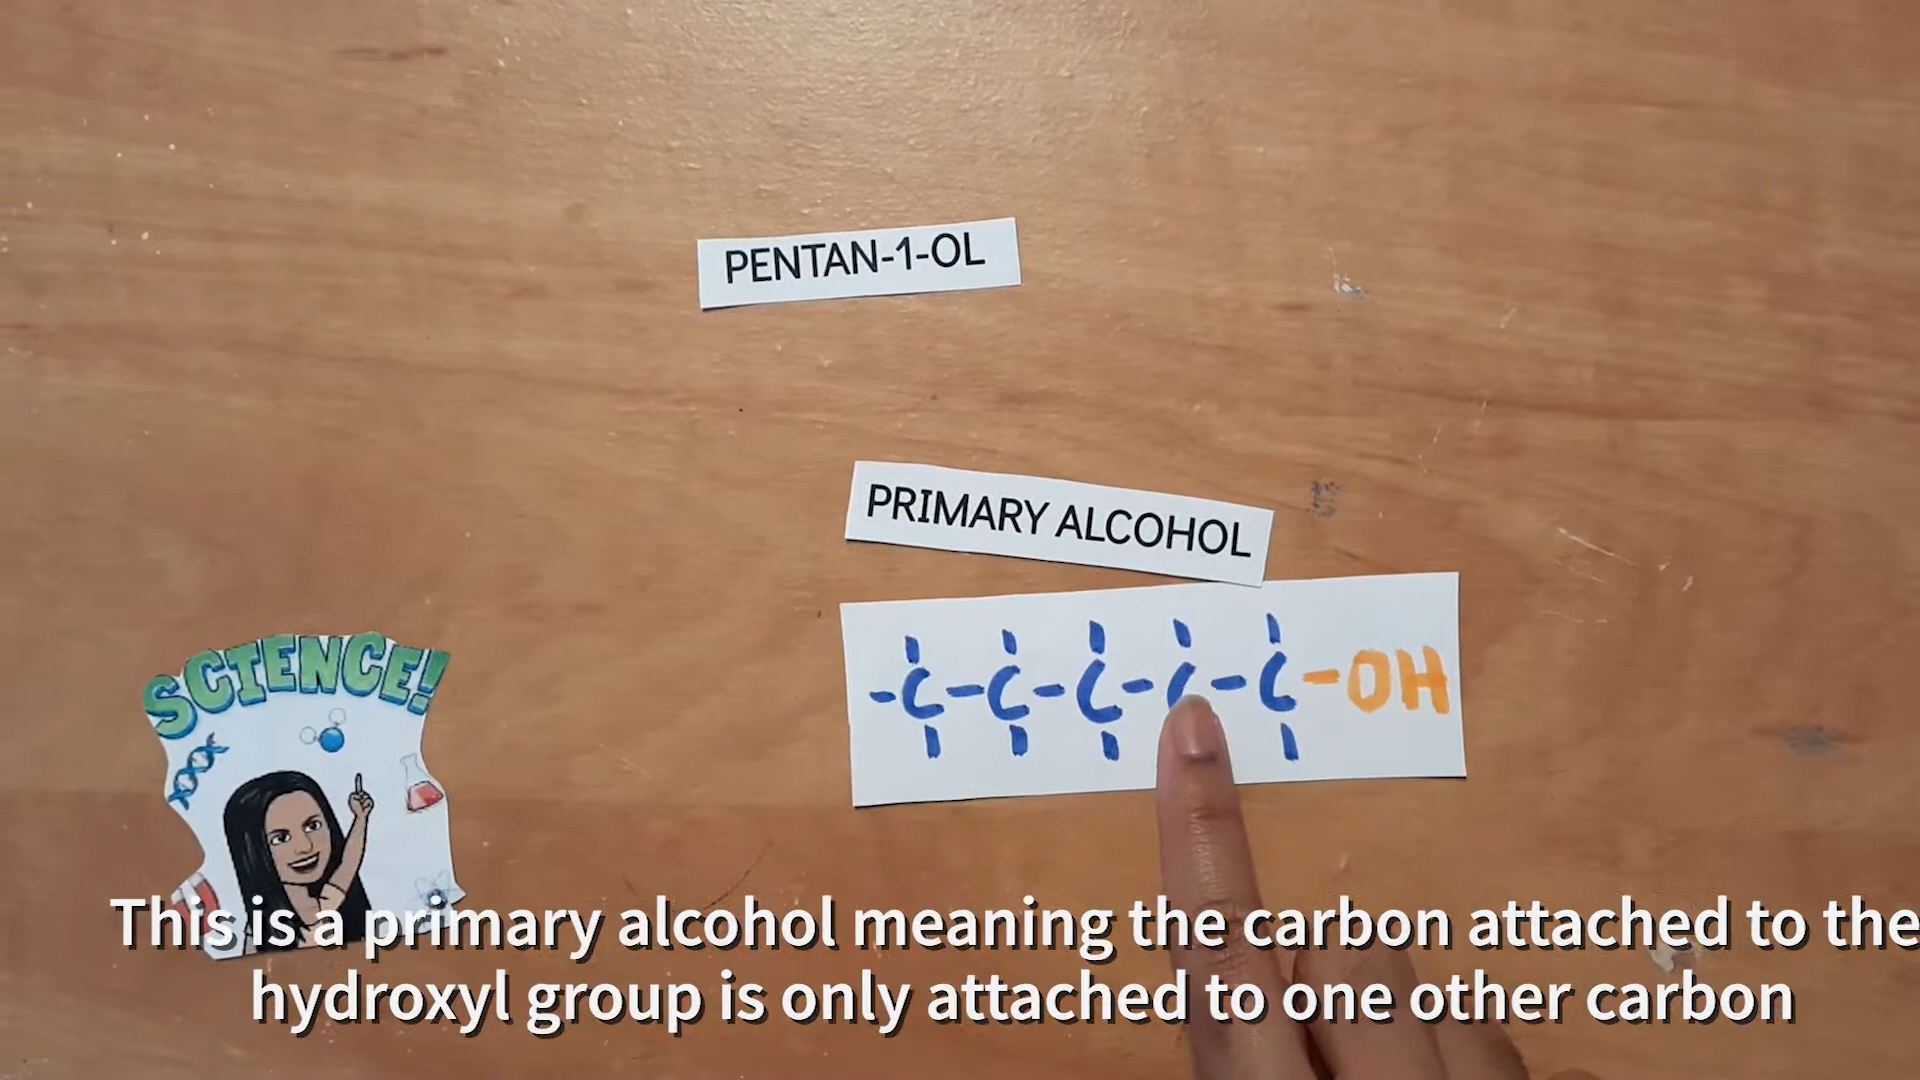 PENTAN-1-OL
PRIMARY ALCOHOL
-C-C-C-C-C-OH
SCIENCE!
This is a primary alcohol meaning the carbon attached to the
hydroxyl group is only attached to one other carbon